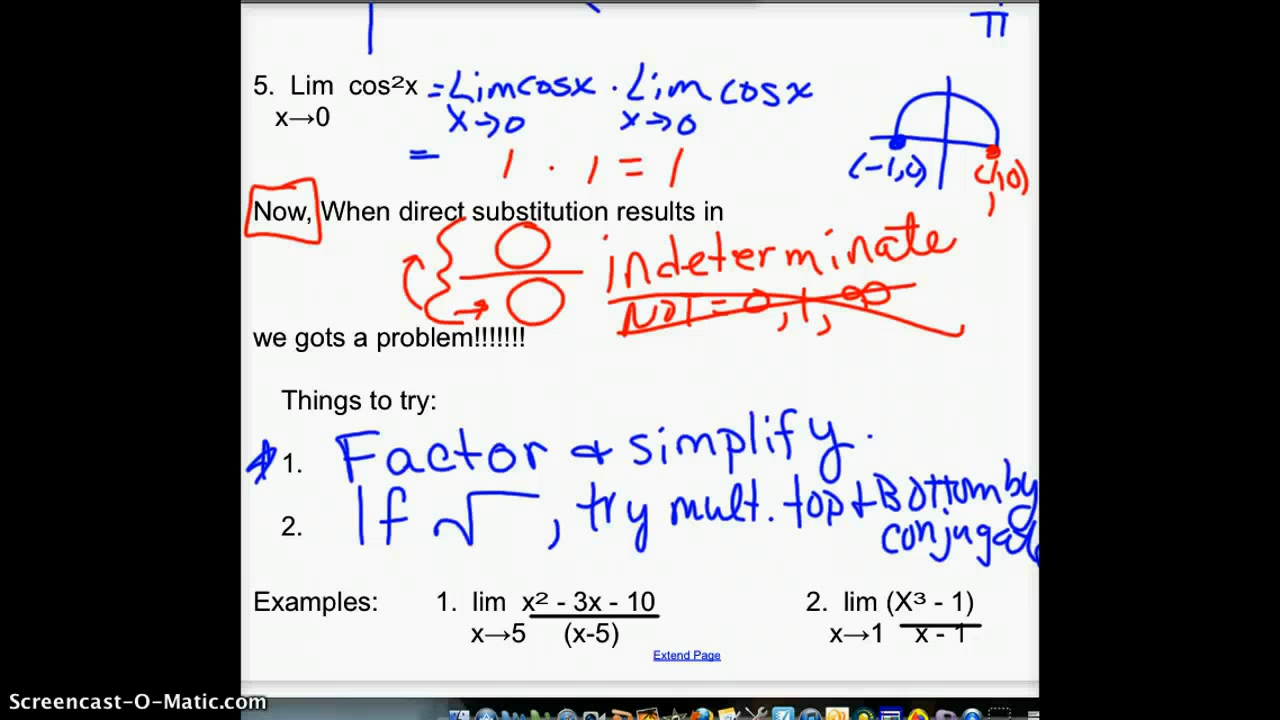 π
5. Lim cos²x = Lim cosx · Lim cosx
x→0 x→0 x→0
= 1 · 1 = 1
(-1,0) (1,0)
Now, When direct substitution results in
0 indeterminate
0 NOT = 0, 1, ∞
we gots a problem!!!!!!!
Things to try:
1. Factor & simplify.
2. If √ , try mult. top & Bottom by
conjugate
Examples: 1. lim x² - 3x - 10 2. lim (X³ - 1)
x→5 (x-5) x→1 x - 1
Extend Page
Screencast-O-Matic.com